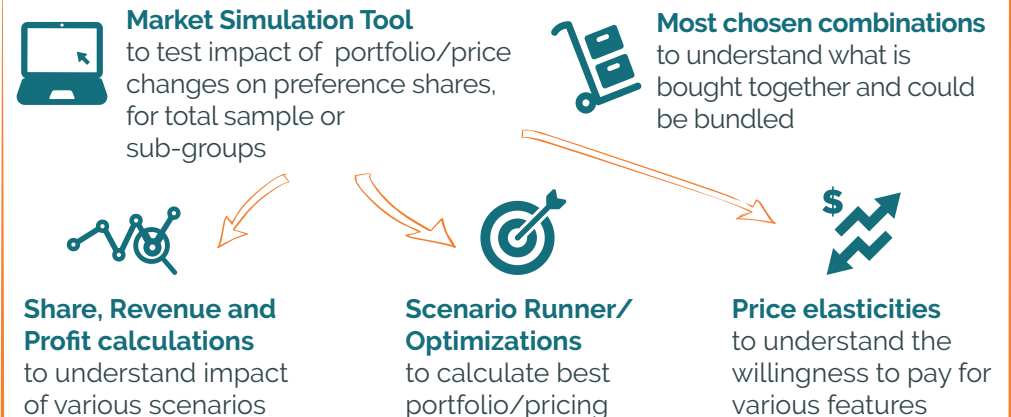 Market Simulation Tool
to test impact of portfolio/price
changes on preference shares,
for total sample or
sub-groups
Most chosen combinations
to understand what is
bought together and could
be bundled
$
Share, Revenue and
Profit calculations
to understand impact
of various scenarios
Scenario Runner/
Optimizations
to calculate best
portfolio/pricing
Price elasticities
to understand the
willingness to pay for
various features